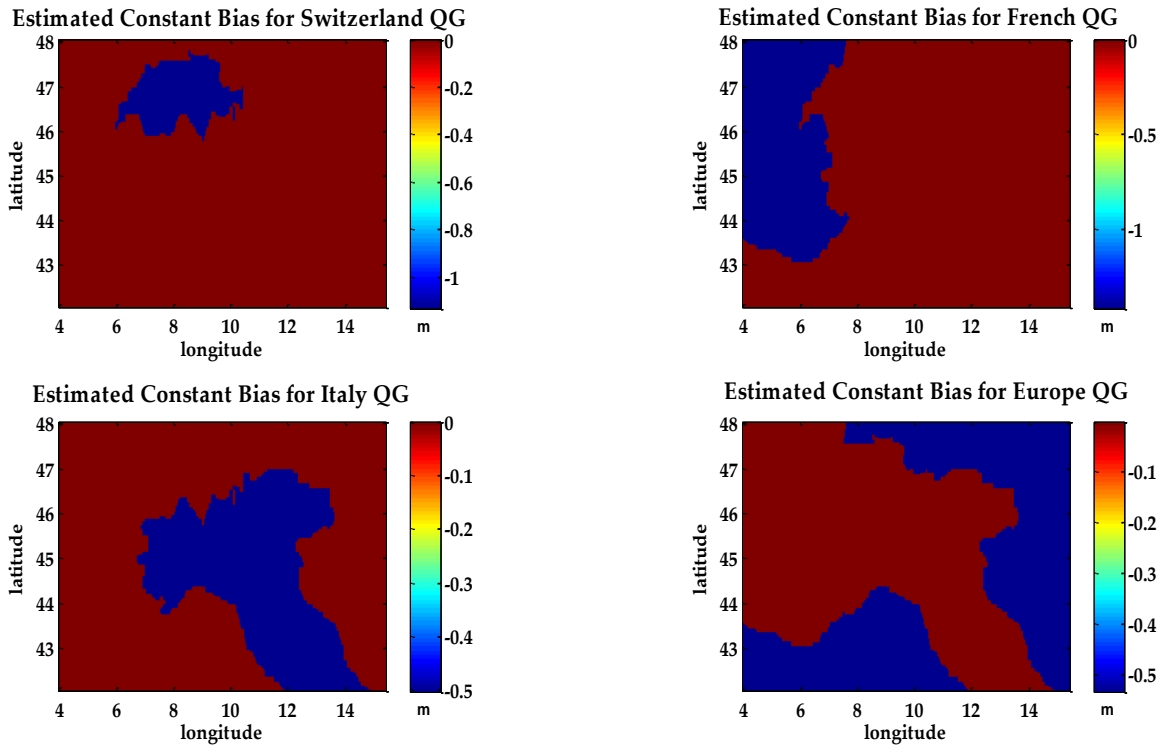 Estimated Constant Bias for Switzerland QG
48
47
46
45
44
43
latitude
4 6 8 10 12 14
longitude
0
-0.2
-0.4
-0.6
-0.8
-1
m
Estimated Constant Bias for French QG
48
47
46
45
44
43
latitude
4 6 8 10 12 14
longitude
0
-0.5
-1
m
Estimated Constant Bias for Italy QG
48
47
46
45
44
43
latitude
4 6 8 10 12 14
longitude
0
-0.1
-0.2
-0.3
-0.4
-0.5
m
Estimated Constant Bias for Europe QG
48
47
46
45
44
43
latitude
4 6 8 10 12 14
longitude
-0.1
-0.2
-0.3
-0.4
-0.5
m